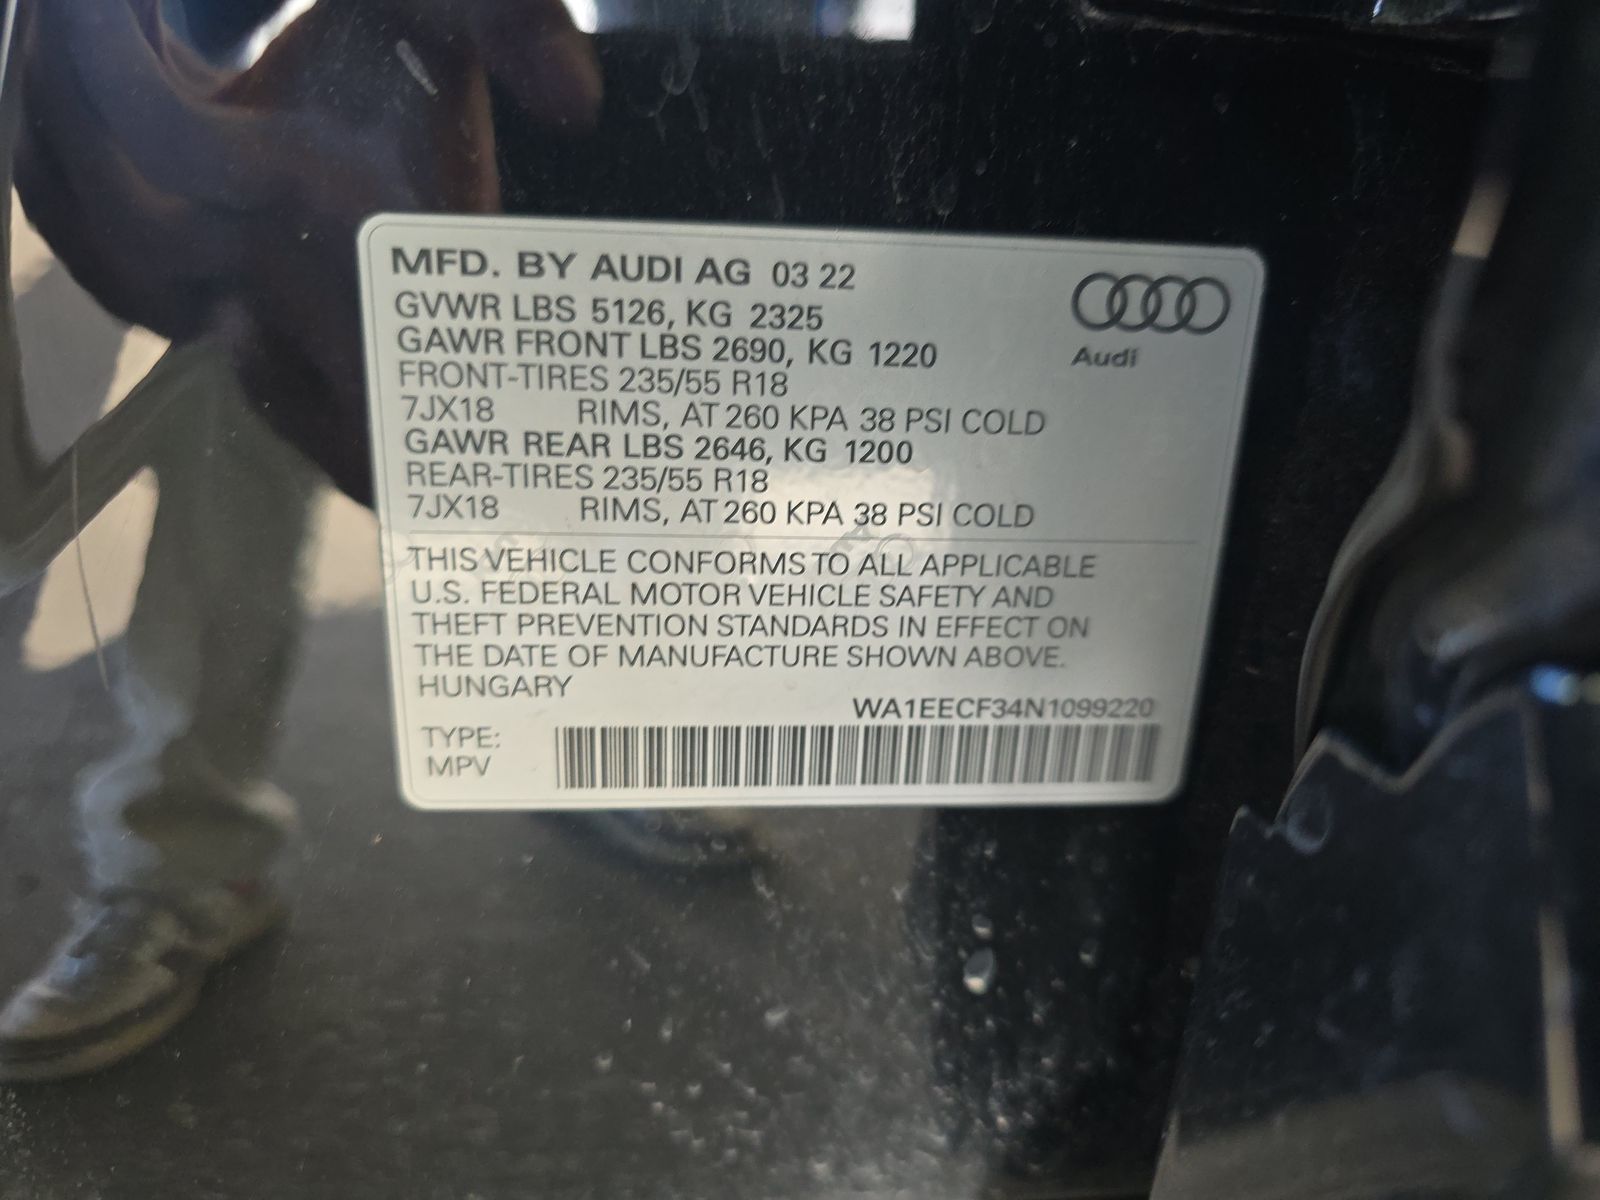 MFD. BY AUDI AG 03 22
GVWR LBS 5126, KG 2325
GAWR FRONT LBS 2690, KG 1220
Audi
FRONT-TIRES 235/55 R18
7JX18 RIMS, AT 260 KPA 38 PSI COLD
GAWR REAR LBS 2646, KG 1200
REAR-TIRES 235/55 R18
7JX18 RIMS, AT 260 KPA 38 PSI COLD
THIS VEHICLE CONFORMS TO ALL APPLICABLE
U.S. FEDERAL MOTOR VEHICLE SAFETY AND
THEFT PREVENTION STANDARDS IN EFFECT ON
THE DATE OF MANUFACTURE SHOWN ABOVE.
HUNGARY
WA1EECF34N1099220
TYPE:
MPV